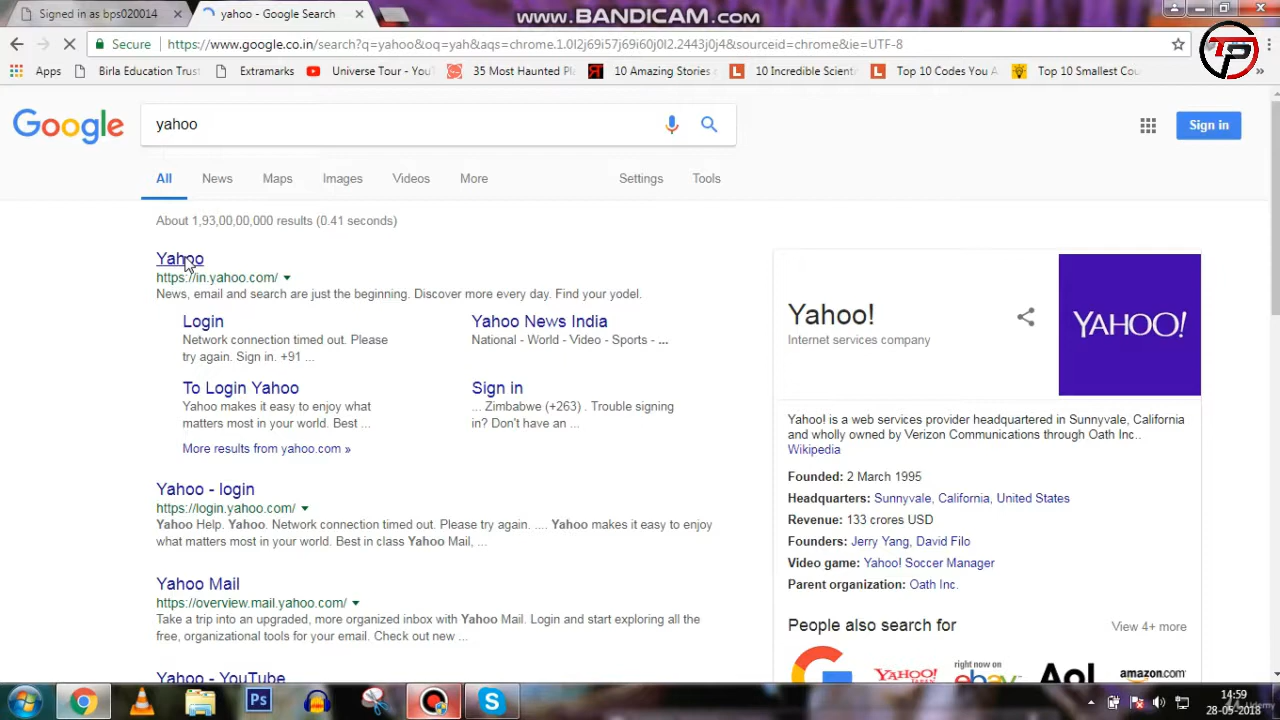 Signed in as bps020014
yahoo - Google Search
www.BANDICAM.com
Secure
https://www.google.co.in/search?q=yahoo&oq=yah&aqs=chrome.1.0l2j69i57j69i60j0l2.2443j0j4&sourceid=chrome&ie=UTF-8
Apps
Birla Education Trust
Extramarks
Universe Tour - You
35 Most Haunted Pla
10 Amazing Stories
10 Incredible Scient
Top 10 Codes You A
Top 10 Smallest Cou
Google
yahoo
Sign in
All
News
Maps
Images
Videos
More
Settings
Tools
About 1,93,00,00,000 results (0.41 seconds)
Yahoo
https://in.yahoo.com/
News, email and search are just the beginning. Discover more every day. Find your yodel.
Login
Network connection timed out. Please
try again. Sign in. +91 ...
Yahoo News India
National - World - Video - Sports - ...
To Login Yahoo
Yahoo makes it easy to enjoy what
matters most in your world. Best ...
Sign in
... Zimbabwe (+263) . Trouble signing
in? Don't have an ...
More results from yahoo.com »
Yahoo - login
https://login.yahoo.com/
Yahoo Help. Yahoo. Network connection timed out. Please try again. .... Yahoo makes it easy to enjoy
what matters most in your world. Best in class Yahoo Mail, ...
Yahoo Mail
https://overview.mail.yahoo.com/
Take a trip into an upgraded, more organized inbox with Yahoo Mail. Login and start exploring all the
free, organizational tools for your email. Check out new ...
Yahoo - YouTube
Yahoo!
Internet services company
YAHOO!
Yahoo! is a web services provider headquartered in Sunnyvale, California
and wholly owned by Verizon Communications through Oath Inc..
Wikipedia
Founded: 2 March 1995
Headquarters: Sunnyvale, California, United States
Revenue: 133 crores USD
Founders: Jerry Yang, David Filo
Video game: Yahoo! Soccer Manager
Parent organization: Oath Inc.
People also search for
View 4+ more
YAHOO!
right now on
ebay
Aol
amazon.com
Ps
14:59
28-05-2018